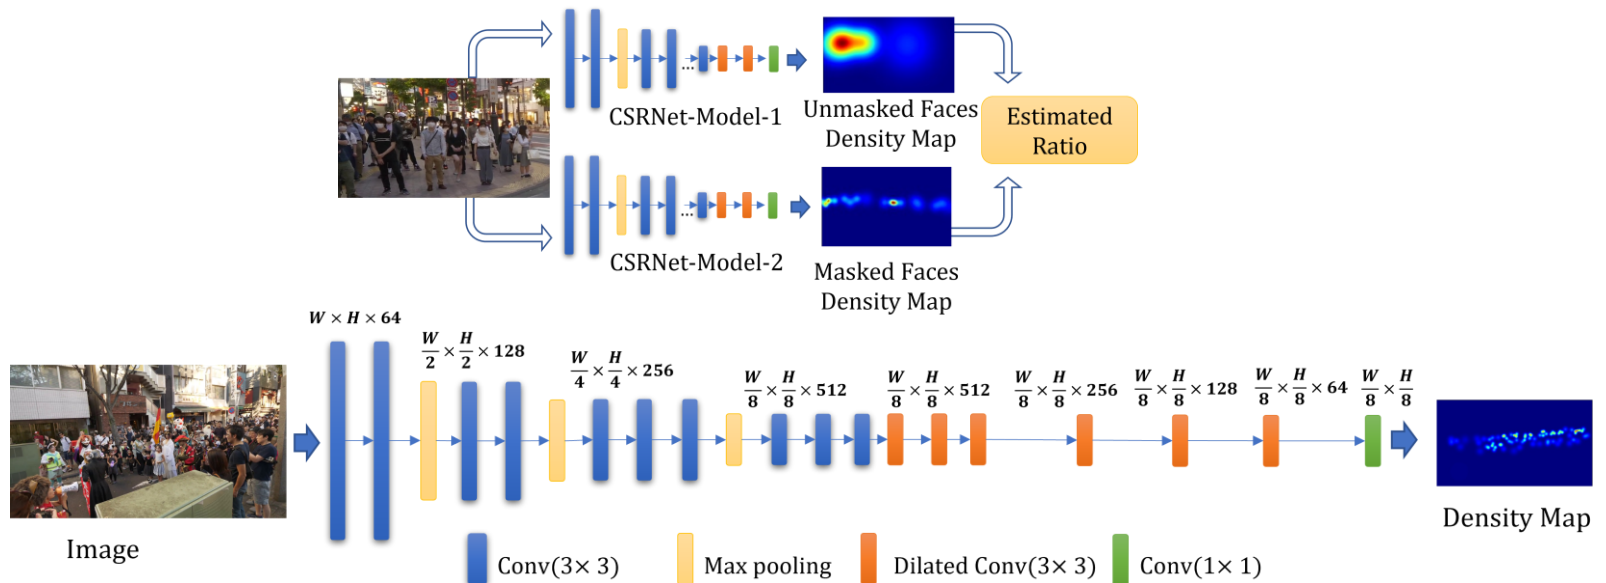 CSRNet-Model-1
Unmasked Faces
Density Map
Estimated
Ratio
...
CSRNet-Model-2
...
Masked Faces
Density Map
W × H × 64
W/2 × H/2 × 128
W/4 × H/4 × 256
W/8 × H/8 × 512
W/8 × H/8 × 512
W/8 × H/8 × 256
W/8 × H/8 × 128
W/8 × H/8 × 64
W/8 × H/8
Image
Density Map
Conv(3× 3)
Max pooling
Dilated Conv(3× 3)
Conv(1× 1)